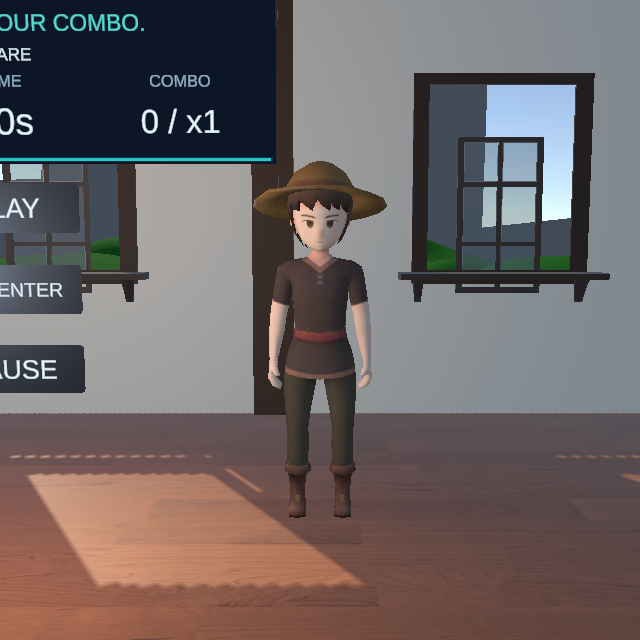 OUR COMBO.
ARE
ME COMBO
0s 0 / x1
LAY
ENTER
AUSE